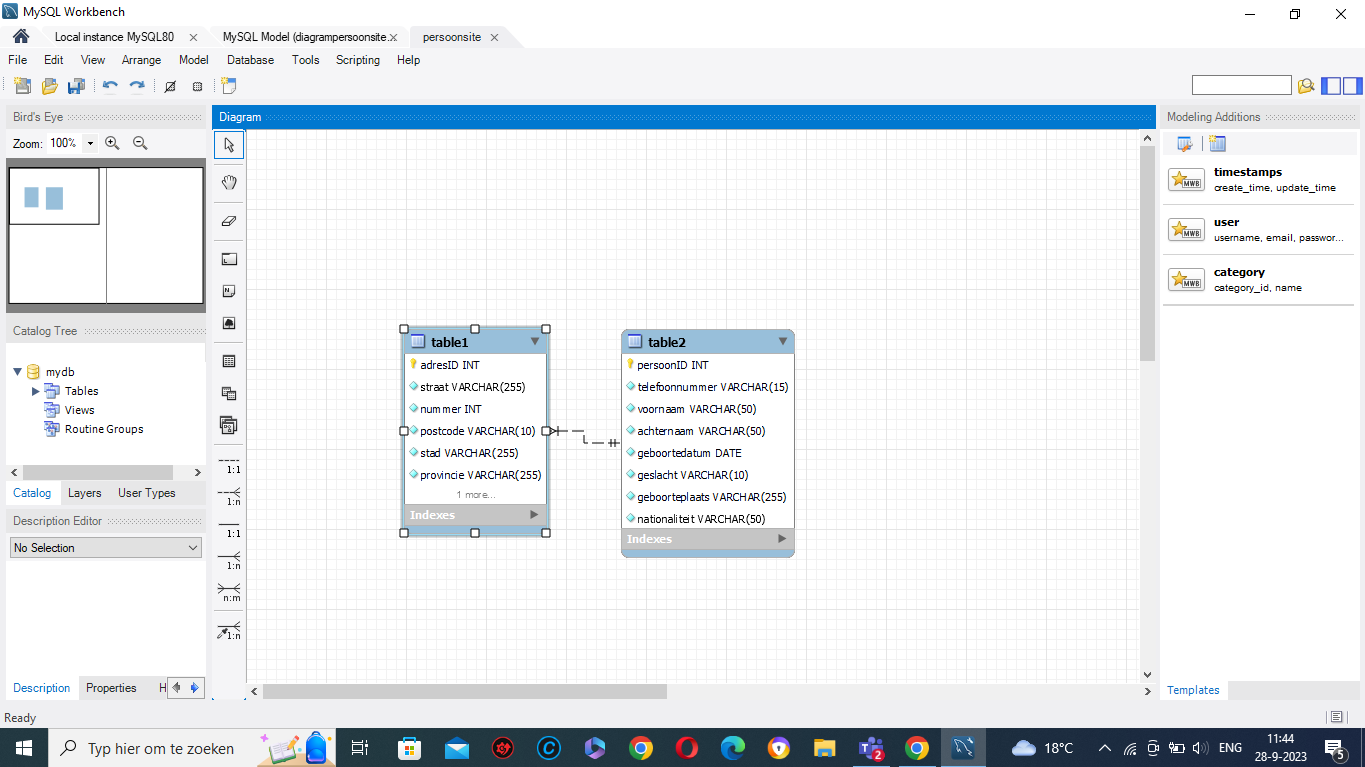 MySQL Workbench
Local instance MySQL80
MySQL Model (diagrampersoonsite.
persoonsite
File Edit View Arrange Model Database Tools Scripting Help
Bird's Eye
Zoom: 100%
Catalog Tree
mydb
Tables
Views
Routine Groups
Catalog Layers User Types
Description Editor
No Selection
Description Properties H
Ready
Diagram
1:1
1:n
1:1
1:n
n:m
1:n
table1
adresID INT
straat VARCHAR(255)
nummer INT
postcode VARCHAR(10)
stad VARCHAR(255)
provincie VARCHAR(255)
1 more...
Indexes
table2
persoonID INT
telefoonnummer VARCHAR(15)
voornaam VARCHAR(50)
achternaam VARCHAR(50)
geboortedatum DATE
geslacht VARCHAR(10)
geboorteplaats VARCHAR(255)
nationaliteit VARCHAR(50)
Indexes
Modeling Additions
MWB
timestamps
create_time, update_time
MWB
user
username, email, passwor...
MWB
category
category_id, name
Templates
Typ hier om te zoeken
2
18°C
ENG
11:44
28-9-2023
5